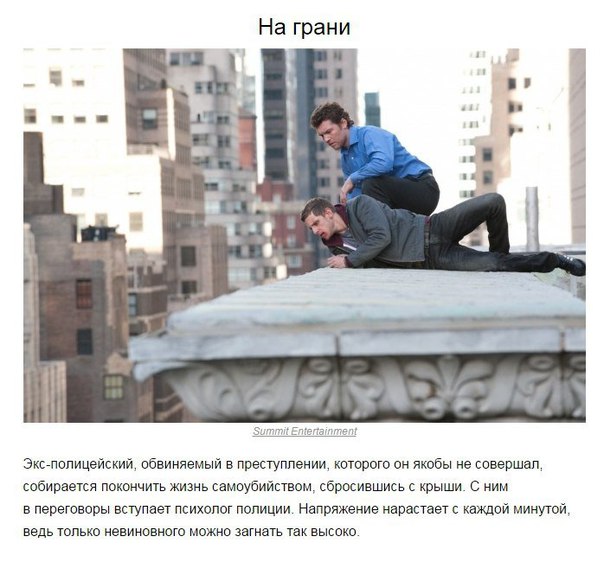 На грани
Summit Entertainment
Экс-полицейский, обвиняемый в преступлении, которого он якобы не совершал,
собирается покончить жизнь самоубийством, сбросившись с крыши. С ним
в переговоры вступает психолог полиции. Напряжение нарастает с каждой минутой,
ведь только невиновного можно загнать так высоко.